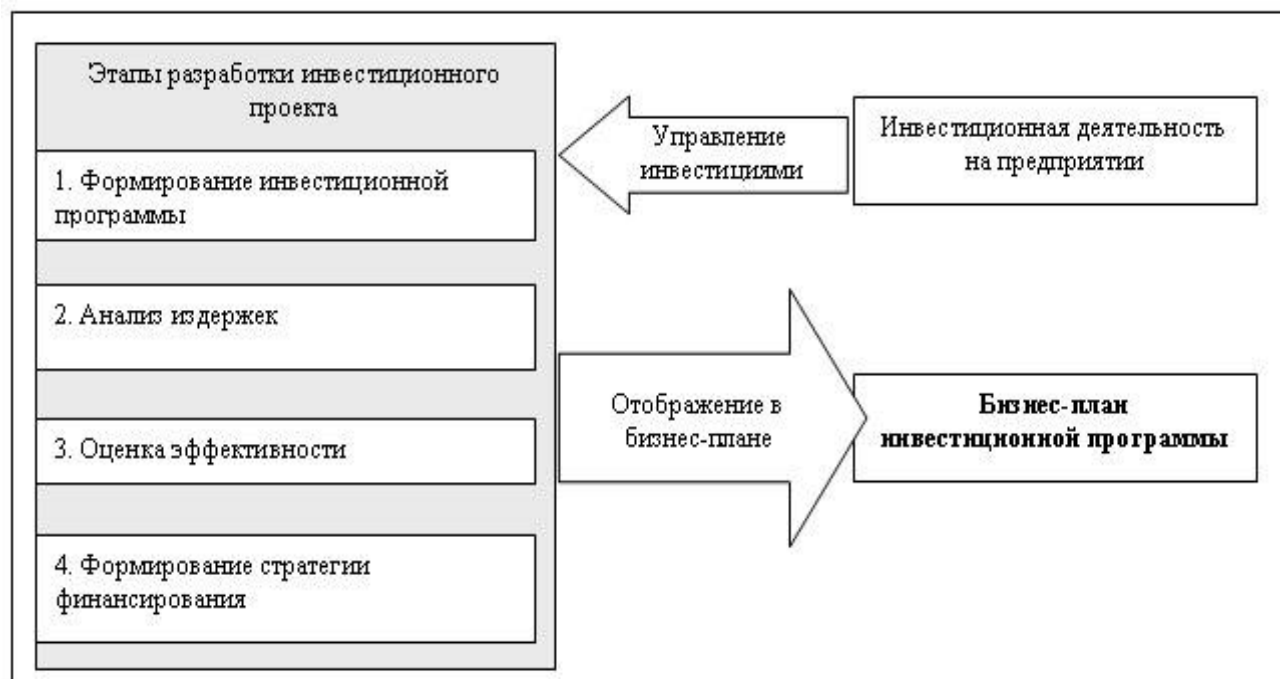 Этапы разработки инвестиционного
проекта
1. Формирование инвестиционной
программы
2. Анализ издержек
3. Оценка эффективности
4. Формирование стратегии
финансирования
Управление
инвестициями
Инвестиционная деятельность
на предприятии
Отображение в
бизнес-плане
Бизнес-план
инвестиционной программы